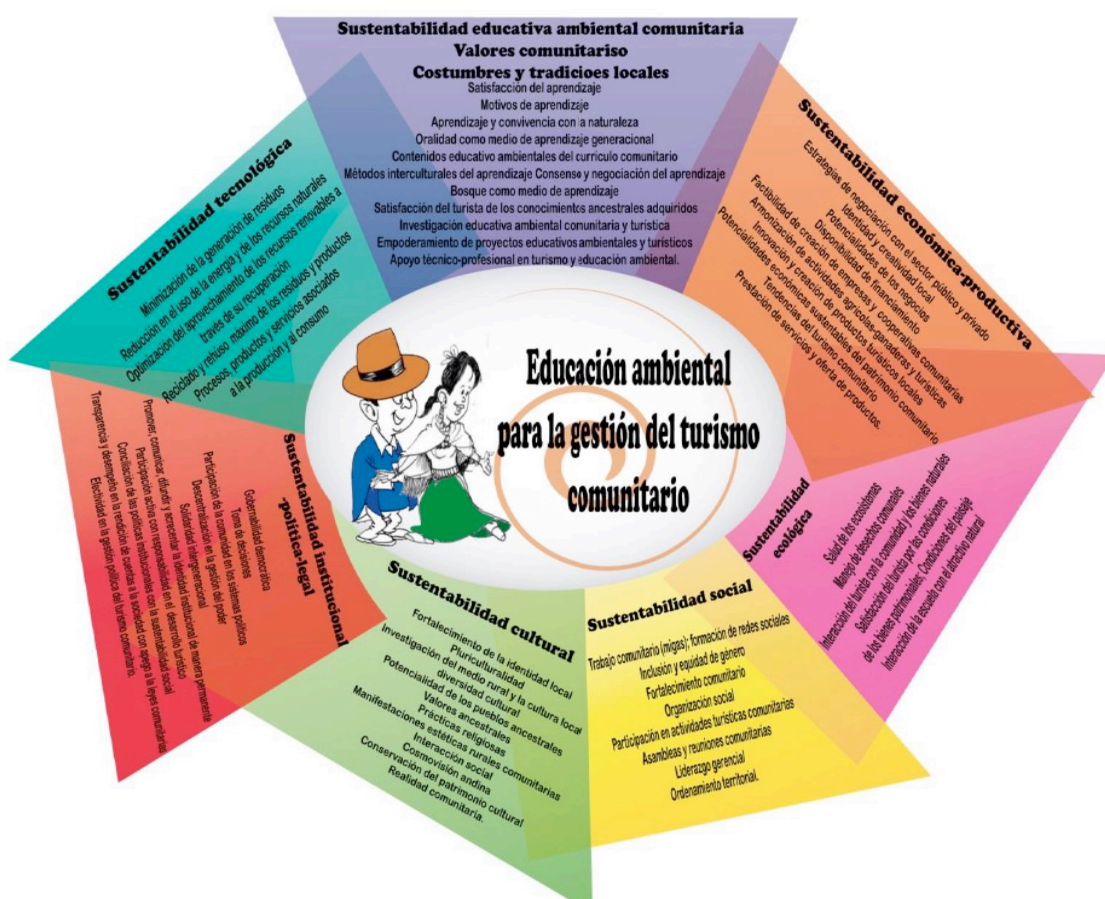 Sustentabilidad educativa ambiental comunitaria
Valores comunitariso
Costumbres y tradicioes locales
Satisfacción del aprendizaje
Motivos de aprendizaje
Aprendizaje y convivencia con la naturaleza
Oralidad como medio de aprendizaje generacional
Contenidos educativo ambientales del currículo comunitario
Métodos interculturales del aprendizaje Consense y negociación del aprendizaje
Bosque como medio de aprendizaje
Satisfacción del turista de los conocimientos ancestrales adquiridos
Investigación educativa ambiental comunitaria y turística
Empoderamiento de proyectos educativos ambientales y turísticos
Apoyo técnico-profesional en turismo y educación ambiental.
Sustentabilidad económica-productiva
Estrategias de negociación con el sector público y privado
Identidad y creatividad local
Potencialidades de los negocios
Disponibilidad de financiamiento
Factibilidad de creación de empresas y cooperativas comunitarias
Armonización de actividades agrícolas-ganaderas y turísticas
Innovación y creación de productos turísticos locales
Potencialidades económicas sustentables del patrimonio comunitario
Tendencias del turismo comunitario
Prestación de servicios y oferta de productos.
Sustentabilidad
ecológica
Salud de los ecosistemas
Manejo de desechos comunales
Interacción del turista con la comunidad y los bienes naturales
Satisfacción del turista por las condiciones
de los bienes patrimoniales; Condiciones del paisaje
Interacción de la escuela con el atractivo natural
Sustentabilidad social
Trabajo comunitario (migas); formación de redes sociales
Inclusión y equidad de género
Fortalecimiento comunitario
Organización social
Participación en actividades turísticas comunitarias
Asambleas y reuniones comunitarias
Liderazgo gerencial
Ordenamiento territorial.
Sustentabilidad cultural
Fortalecimiento de la identidad local
Pluriculturalidad
Investigación del medio rural y la cultura local
diversidad cultural
Potencialidad de los pueblos ancestrales
Valores ancestrales
Prácticas religiosas
Manifestaciones estéticas rurales comunitarias
Interacción social
Cosmovisión andina
Conservación del patrimonio cultural
Realidad comunitaria.
Sustentabilidad institucional
-política-legal
Gobernabilidad democrática
Toma de decisiones
Participación de la comunidad en los sistemas políticos
Descentralización en la gestión del poder
Solidaridad intergeneracional
Promover, comunicar, difundir y acrecentar la identidad institucional de manera permanente
Participación activa con responsabilidad en el desarrollo turístico
Conciliación de las políticas institucionales con la sustentabilidad social
Transparencia y desempeño en la rendición de cuentas a la sociedad con apego a la leyes comunitarias
Efectividad en la gestión política del turismo comunitario.
Sustentabilidad tecnológica
Minimización de la generación de residuos
Reducción en el uso de la energía y de los recursos naturales
Optimización del aprovechamiento de los recursos renovables a
traves de su recuperación
Reciclado y rehuso máximo de los residuos y productos
Procesos, productos y servicios asociados
a la producción y al consumo
Educación ambiental
para la gestión del turismo
comunitario